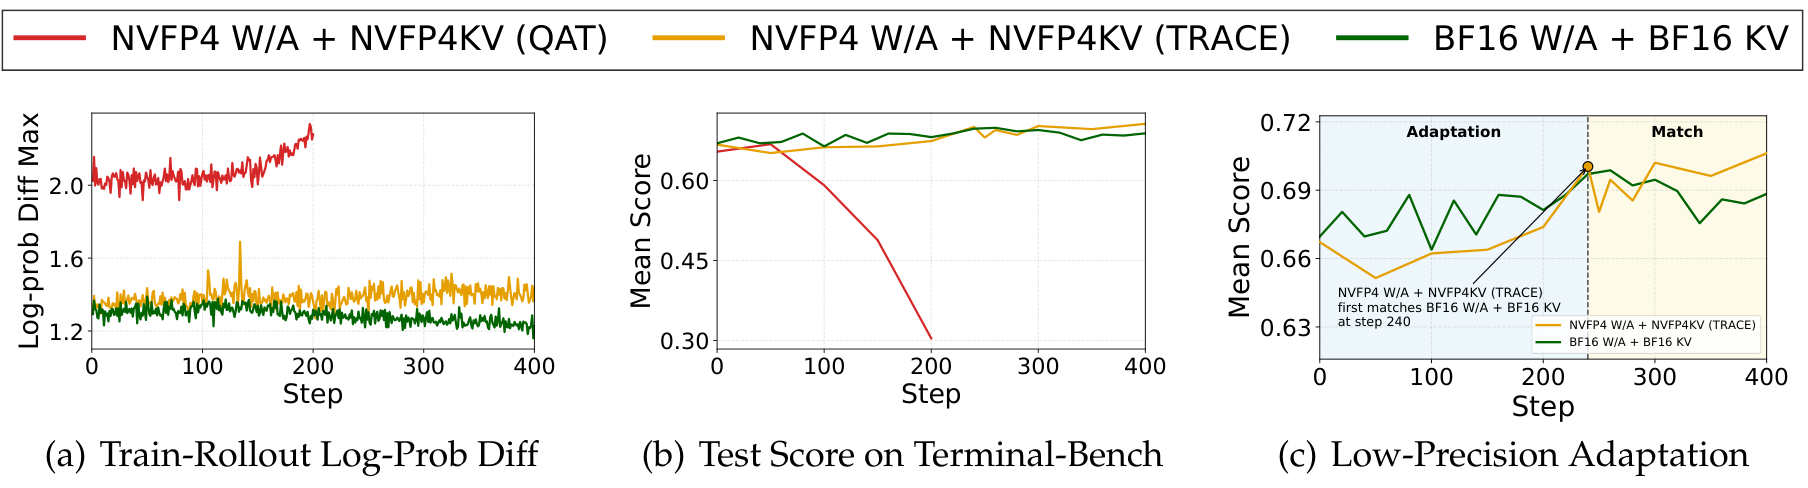 NVFP4 W/A + NVFP4KV (QAT) NVFP4 W/A + NVFP4KV (TRACE) BF16 W/A + BF16 KV
Log-prob Diff Max
2.0
1.6
1.2
0 100 200 300 400
Step
(a) Train-Rollout Log-Prob Diff
Mean Score
0.60
0.45
0.30
0 100 200 300 400
Step
(b) Test Score on Terminal-Bench
Mean Score
0.72
0.69
0.66
0.63
Adaptation Match
NVFP4 W/A + NVFP4KV (TRACE)
first matches BF16 W/A + BF16 KV
at step 240
NVFP4 W/A + NVFP4KV (TRACE)
BF16 W/A + BF16 KV
0 100 200 300 400
Step
(c) Low-Precision Adaptation